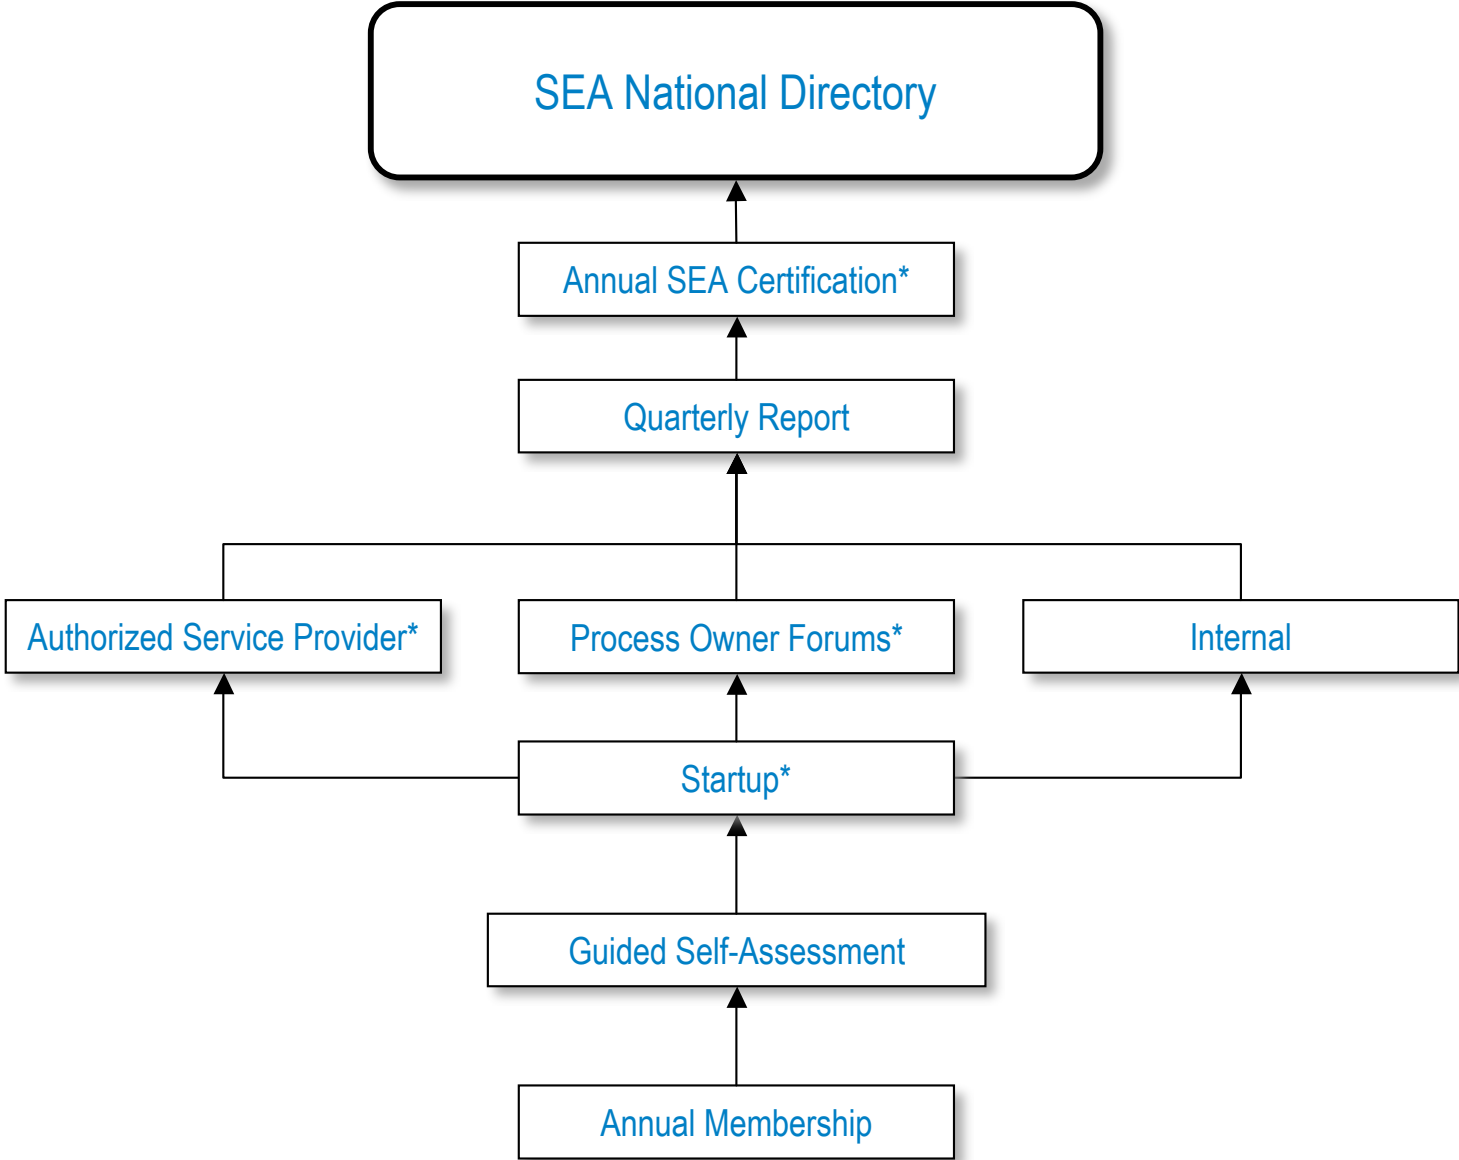 SEA National Directory
Annual SEA Certification*
Quarterly Report
Authorized Service Provider*
Process Owner Forums*
Internal
Startup*
Guided Self-Assessment
Annual Membership